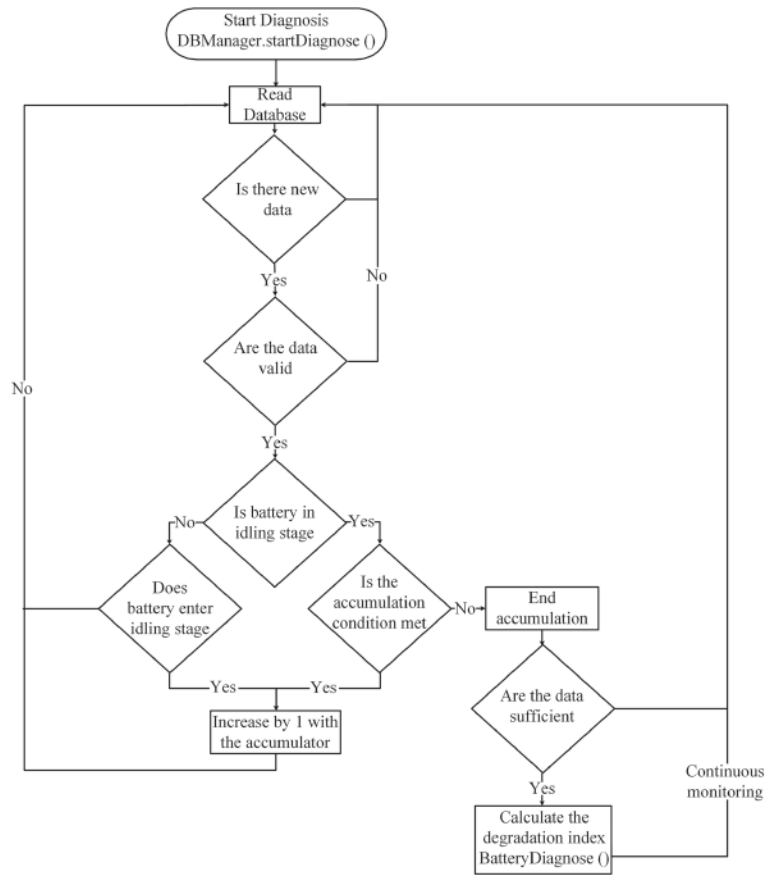 Start Diagnosis
DBManager.startDiagnose ()
Read
Database
Is there new
data
Yes
No
Are the data
valid
No
Yes
Is battery in
idling stage
No
Yes
Does
battery enter
idling stage
Is the
accumulation
condition met
No
End
accumulation
Yes
Yes
Are the data
sufficient
Increase by 1 with
the accumulator
Continuous
monitoring
Yes
Calculate the
degradation index
BatteryDiagnose ()